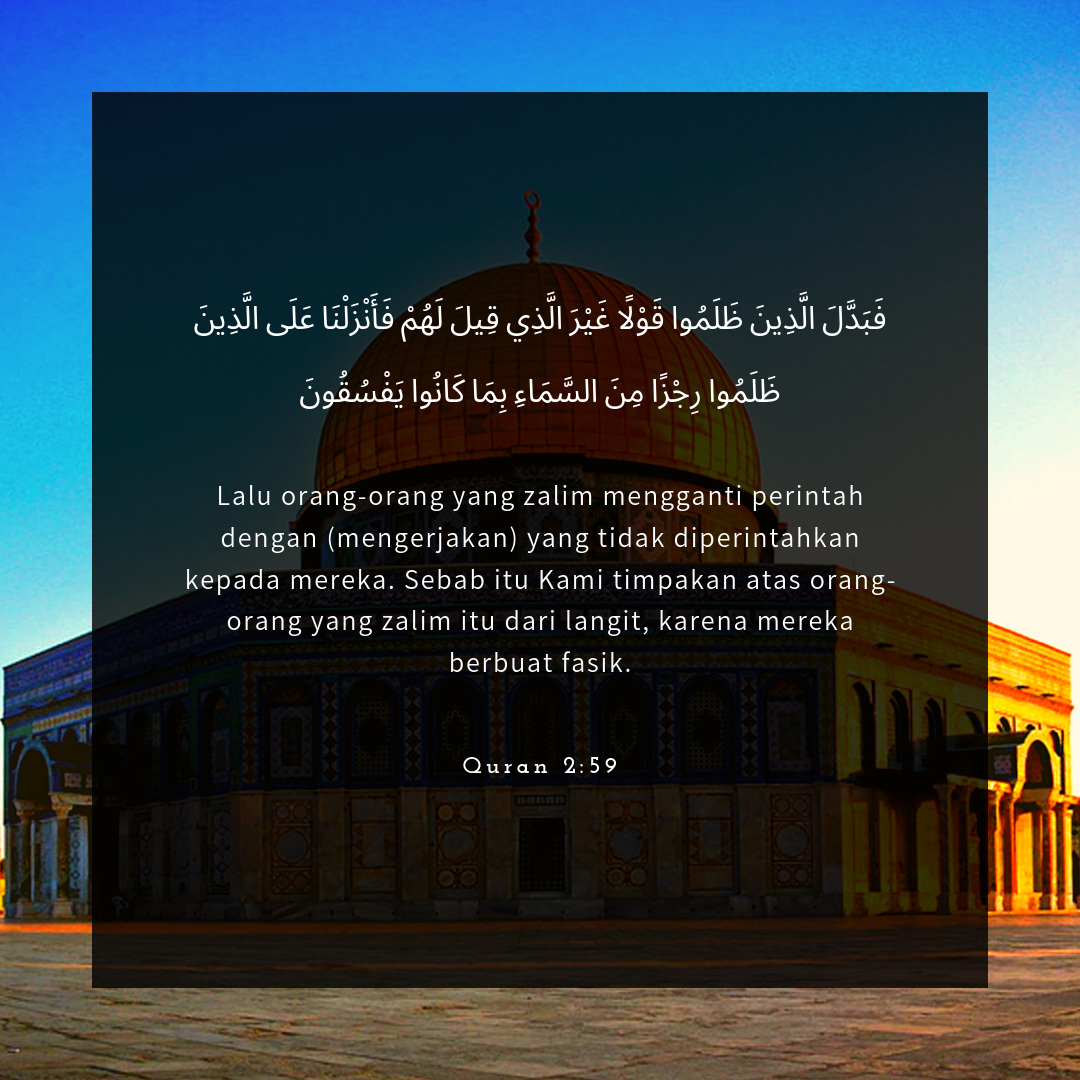 فَبَدَّلَ الَّذِينَ ظَلَمُوا قَوْلًا غَيْرَ الَّذِي قِيلَ لَهُمْ فَأَنْزَلْنَا عَلَى الَّذِينَ
ظَلَمُوا رِجْزًا مِنَ السَّمَاءِ بِمَا كَانُوا يَفْسُقُونَ
Lalu orang-orang yang zalim mengganti perintah
dengan (mengerjakan) yang tidak diperintahkan
kepada mereka. Sebab itu Kami timpakan atas orang-
orang yang zalim itu dari langit, karena mereka
berbuat fasik.
Quran 2:59